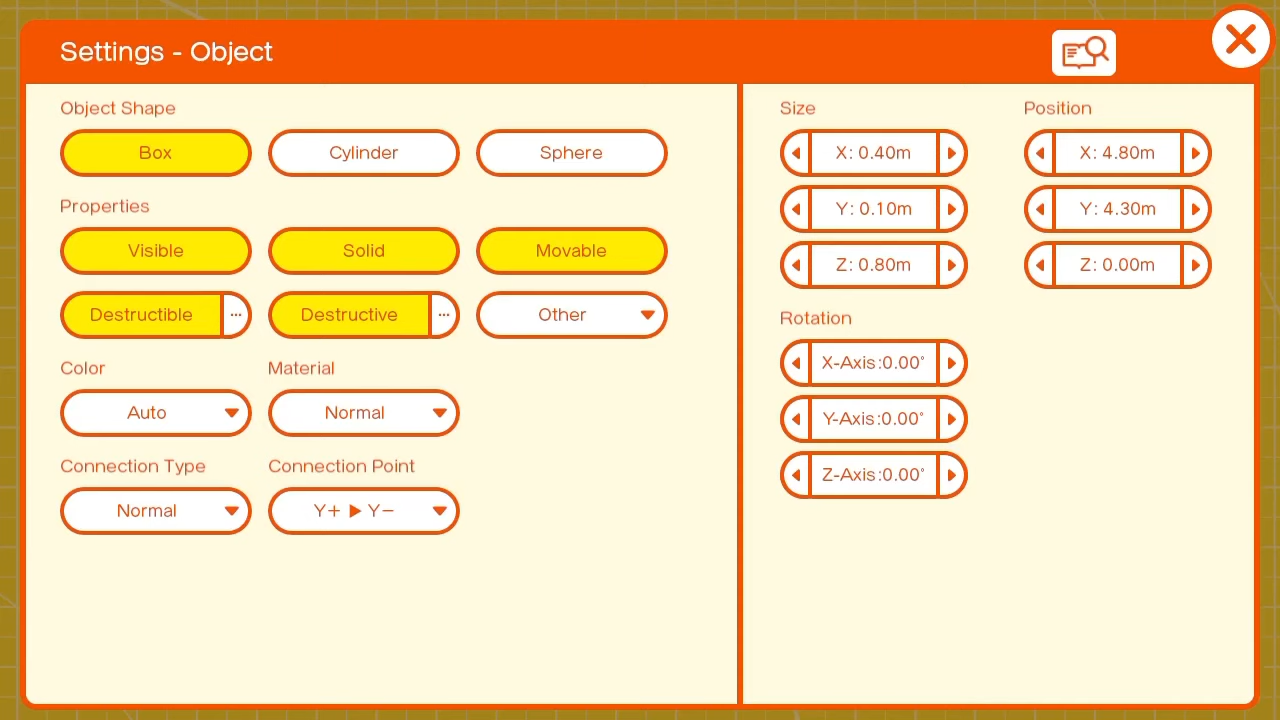 Settings - Object
Object Shape
Box Cylinder Sphere
Properties
Visible Solid Movable
Destructible ... Destructive ... Other
Color Material
Auto Normal
Connection Type Connection Point
Normal Y+ ▶ Y−
Size Position
X: 0.40m X: 4.80m
Y: 0.10m Y: 4.30m
Z: 0.80m Z: 0.00m
Rotation
X-Axis:0.00°
Y-Axis:0.00°
Z-Axis:0.00°